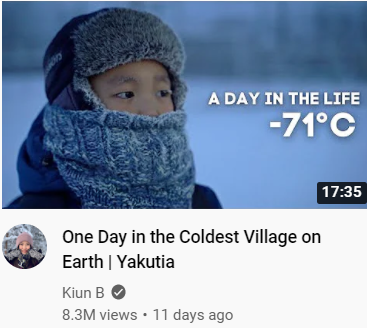 A DAY IN THE LIFE
-71°C
17:35
One Day in the Coldest Village on
Earth | Yakutia
Kiun B
8.3M views • 11 days ago